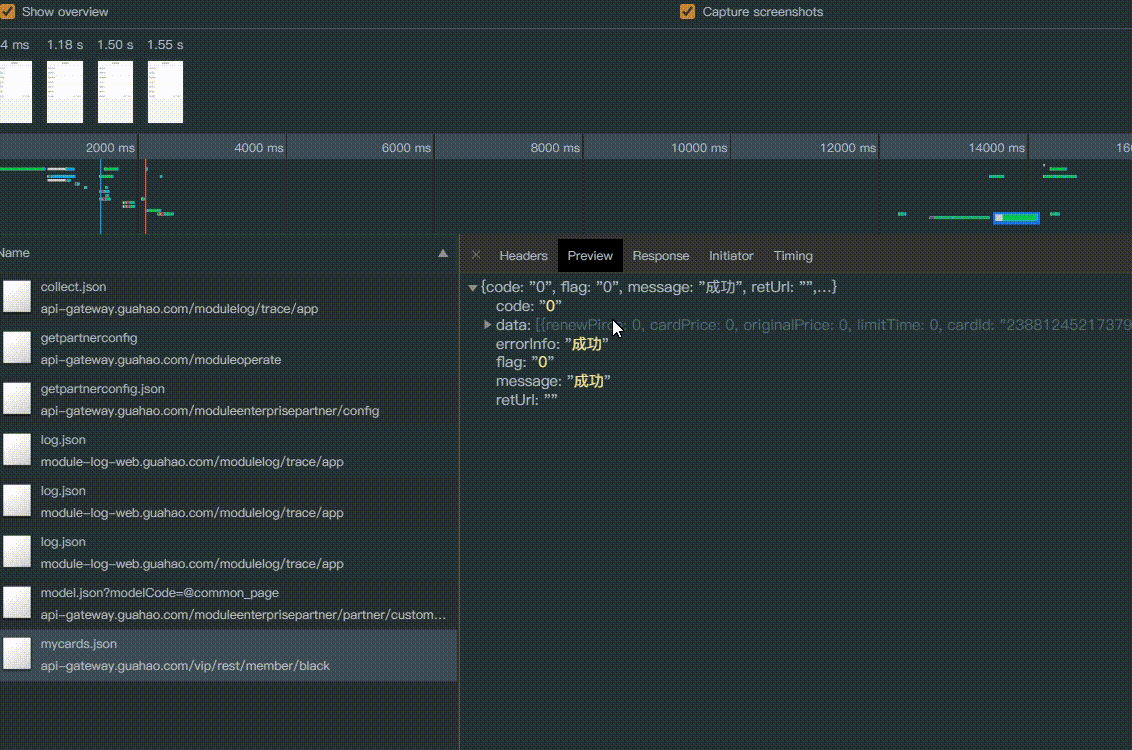 Show overview
Capture screenshots
4 ms 1.18 s 1.50 s 1.55 s
2000 ms 4000 ms 6000 ms 8000 ms 10000 ms 12000 ms 14000 ms 16
Name
Headers Preview Response Initiator Timing
collect.json
api-gateway.guahao.com/modulelog/trace/app
getpartnerconfig
api-gateway.guahao.com/moduleoperate
getpartnerconfig.json
api-gateway.guahao.com/moduleenterprisepartner/config
log.json
module-log-web.guahao.com/modulelog/trace/app
log.json
module-log-web.guahao.com/modulelog/trace/app
log.json
module-log-web.guahao.com/modulelog/trace/app
model.json?modelCode=@common_page
api-gateway.guahao.com/moduleenterprisepartner/partner/custom…
mycards.json
api-gateway.guahao.com/vip/rest/member/black
{code: "0", flag: "0", message: "成功", retUrl: "",…}
code: "0"
data: [{renewPir 0, cardPrice: 0, originalPrice: 0, limitTime: 0, cardId: "23881245217379
errorInfo: "成功"
flag: "0"
message: "成功"
retUrl: ""